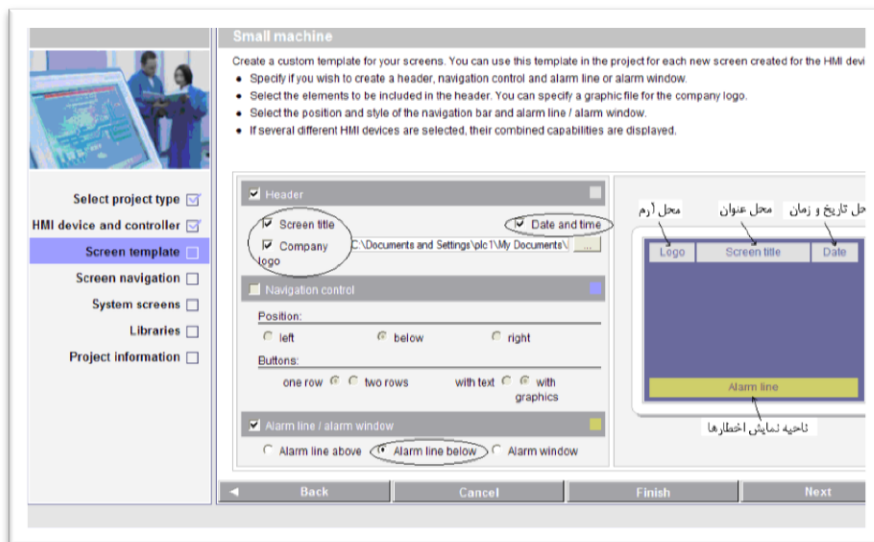 Small machine
Create a custom template for your screens. You can use this template in the project for each new screen created for the HMI devi
Specify if you wish to create a header, navigation control and alarm line or alarm window.
Select the elements to be included in the header. You can specify a graphic file for the company logo.
Select the position and style of the navigation bar and alarm line / alarm window.
If several different HMI devices are selected, their combined capabilities are displayed.
Select project type
HMI device and controller
Screen template
Screen navigation
System screens
Libraries
Project information
Header
Screen title
Date and time
Company logo
C:\Documents and Settings\plc1\My Documents\
...
Navigation control
Position:
left
below
right
Buttons:
one row
two rows
with text
with graphics
Alarm line / alarm window
Alarm line above
Alarm line below
Alarm window
محل آرم
محل عنوان
حل تاریخ و زمان
Logo
Screen title
Date
Alarm line
ناحیه نمایش اخطارها
Back
Cancel
Finish
Next